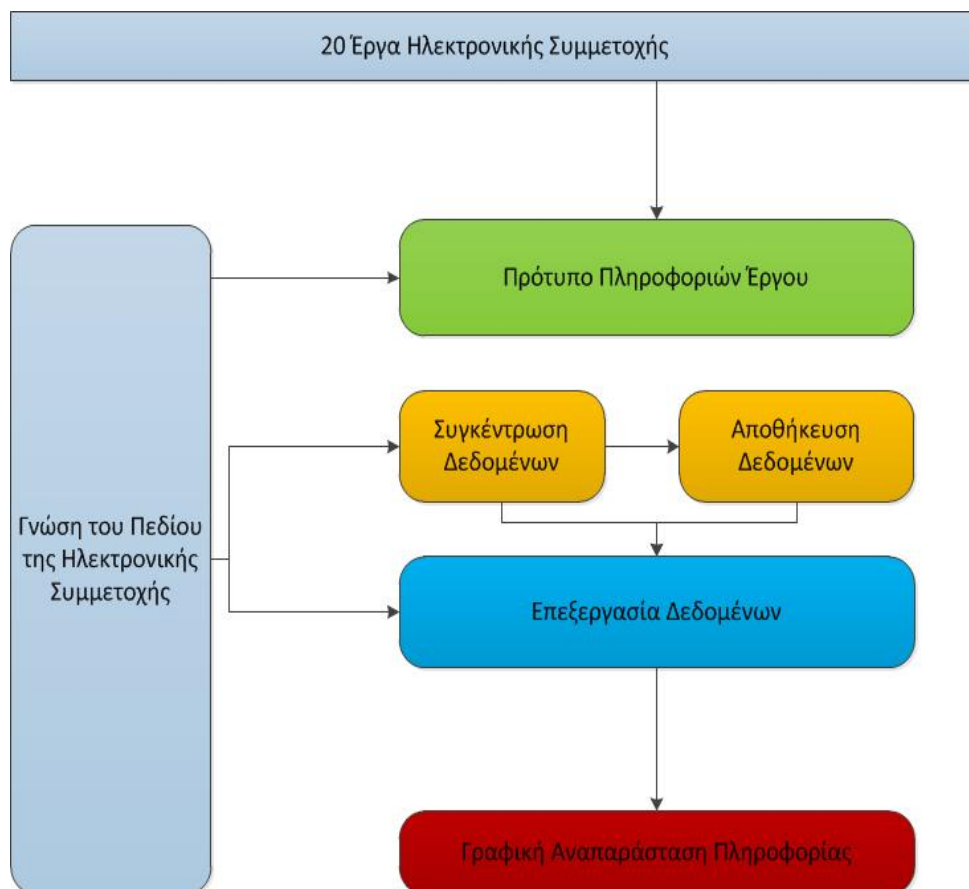 20 Έργα Ηλεκτρονικής Συμμετοχής
Πρότυπο Πληροφοριών Έργου
Συγκέντρωση
Δεδομένων
Αποθήκευση
Δεδομένων
Γνώση του Πεδίου
της Ηλεκτρονικής
Συμμετοχής
Επεξεργασία Δεδομένων
Γραφική Αναπαράσταση Πληροφορίας